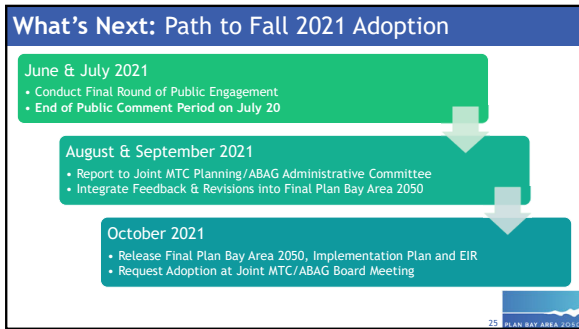 What's Next: Path to Fall 2021 Adoption
June & July 2021
• Conduct Final Round of Public Engagement
• End of Public Comment Period on July 20
August & September 2021
• Report to Joint MTC Planning/ABAG Administrative Committee
• Integrate Feedback & Revisions into Final Plan Bay Area 2050
October 2021
• Release Final Plan Bay Area 2050, Implementation Plan and EIR
• Request Adoption at Joint MTC/ABAG Board Meeting
25
PLAN BAY AREA 2050